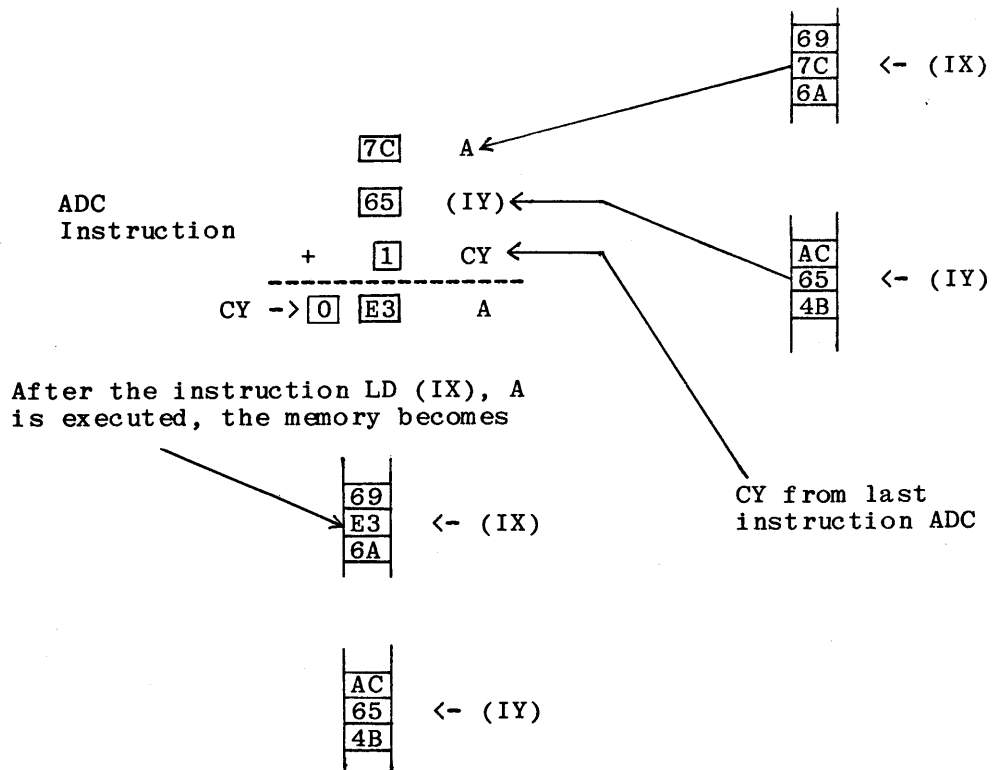 69
7C <- (IX)
6A
7C A
ADC 65 (IY)
Instruction
+ 1 CY
AC
65 <- (IY)
4B
CY -> 0 E3 A
After the instruction LD (IX), A
is executed, the memory becomes
69
E3 <- (IX)
6A
CY from last
instruction ADC
AC
65 <- (IY)
4B